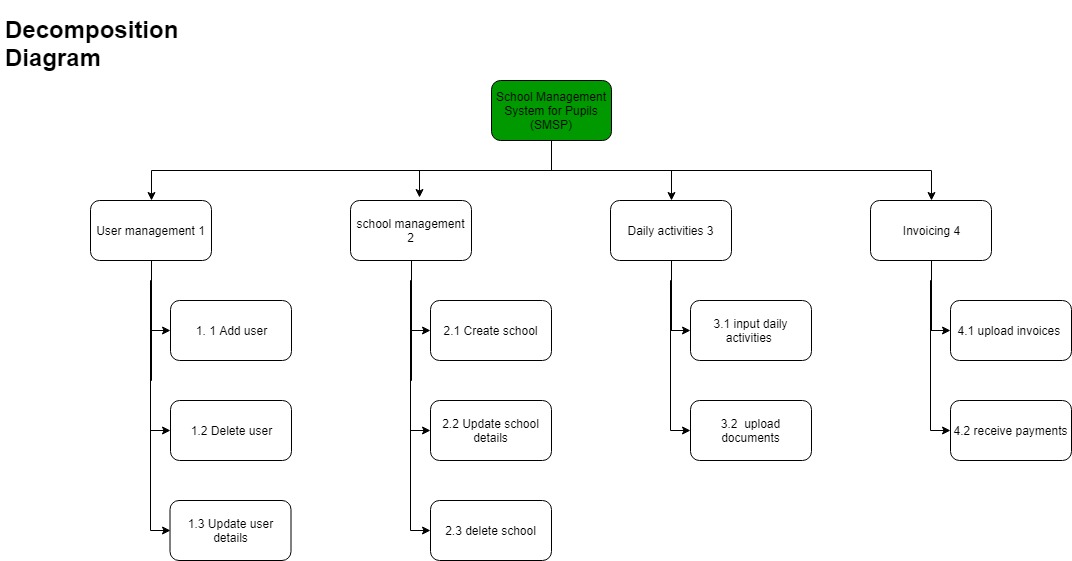 Decomposition
Diagram
School Management
System for Pupils
(SMSP)
User management 1
school management
2
Daily activities 3
Invoicing 4
1. 1 Add user
2.1 Create school
3.1 input daily
activities
4.1 upload invoices
1.2 Delete user
2.2 Update school
details
3.2 upload
documents
4.2 receive payments
1.3 Update user
details
2.3 delete school